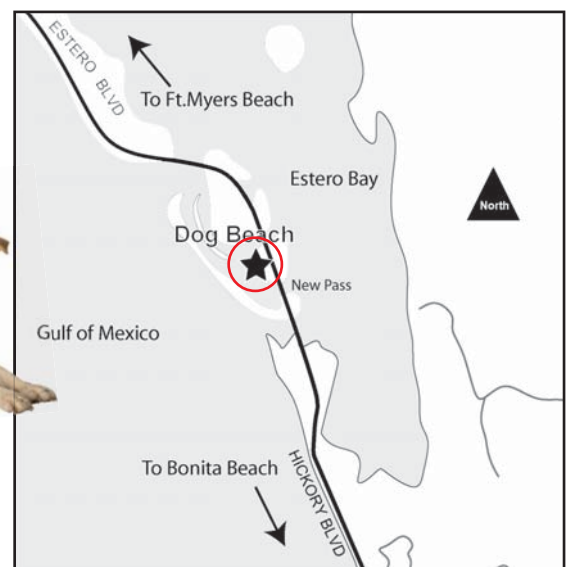 ESTERO BLVD
To Ft.Myers Beach
Estero Bay
North
Dog Beach
New Pass
Gulf of Mexico
To Bonita Beach
HICKORY BLVD